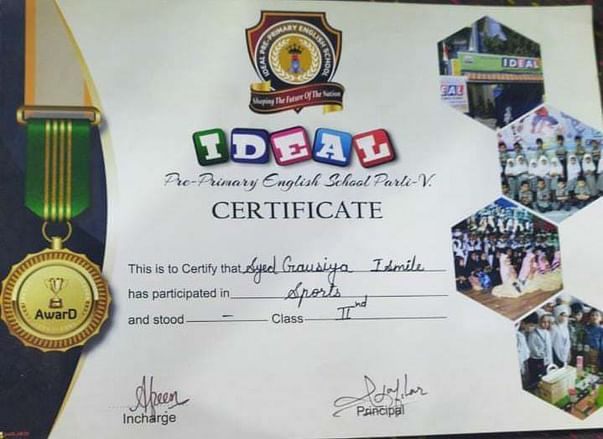 IDEAL PRE-PRIMARY ENGLISH SCHOOL
Shaping The Future Of The Nation
IDEAL
IDEAL
Pre-Primary English School Parli-V.
CERTIFICATE
This is to Certify that Syed Gausiya Ismile
has participated in Sports
and stood - Class IInd
AwarD
Incharge
Principal